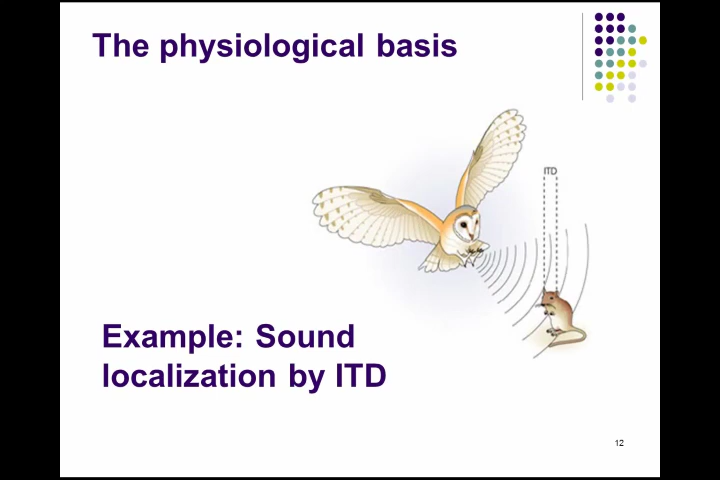 The physiological basis
ITD
Example: Sound
localization by ITD
12